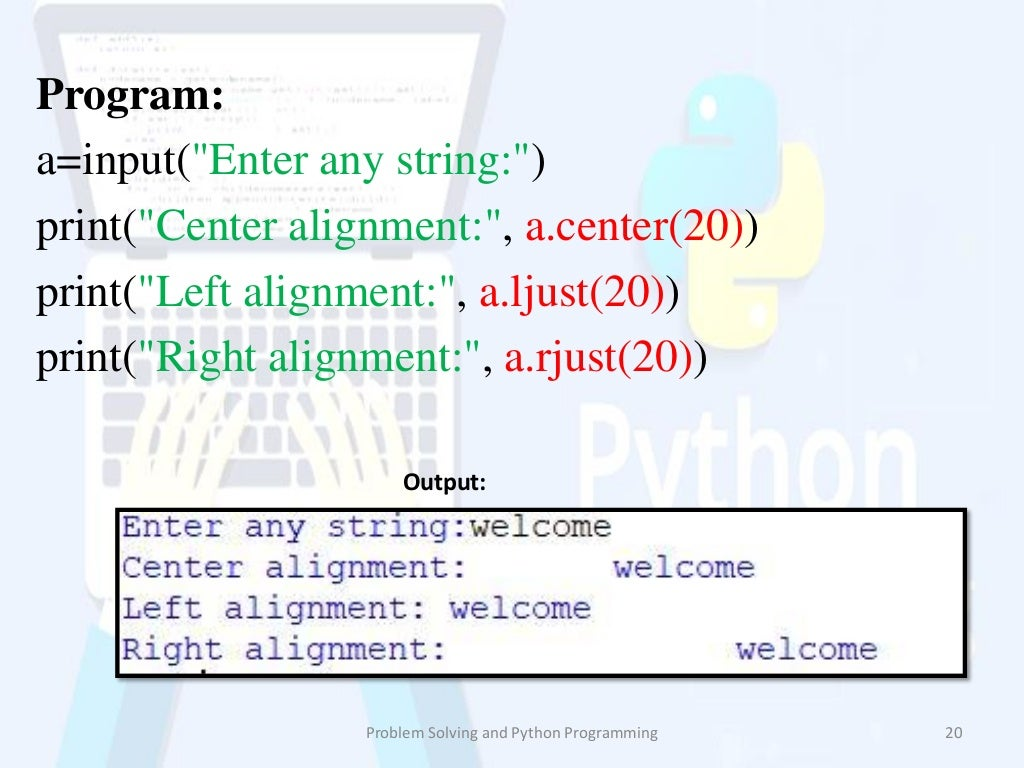 Program:
a=input("Enter any string:")
print("Center alignment:", a.center(20))
print("Left alignment:", a.ljust(20))
print("Right alignment:", a.rjust(20))
Python
Output:
Enter any string:welcome
Center alignment:       welcome
Left alignment: welcome
Right alignment:              welcome
Problem Solving and Python Programming
20